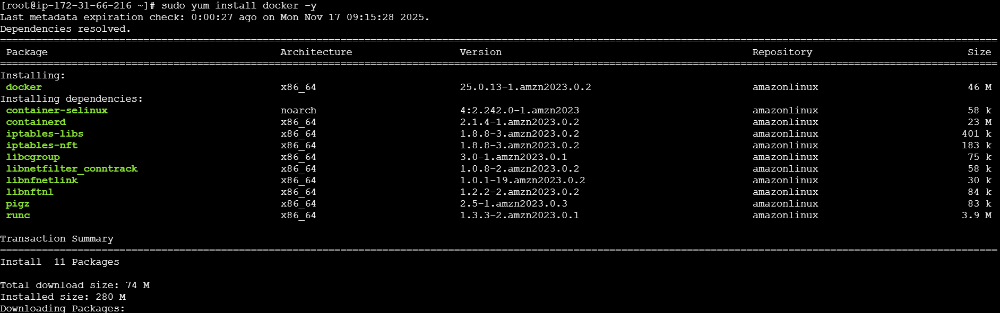 [root@ip-172-31-66-216 ~]# sudo yum install docker -y
Last metadata expiration check: 0:00:27 ago on Mon Nov 17 09:15:28 2025.
Dependencies resolved.
================================================================================
Package Architecture Version Repository Size
================================================================================
Installing:
docker x86_64 25.0.13-1.amzn2023.0.2 amazonlinux 46 M
Installing dependencies:
container-selinux noarch 4:2.242.0-1.amzn2023 amazonlinux 58 k
containerd x86_64 2.1.4-1.amzn2023.0.2 amazonlinux 23 M
iptables-libs x86_64 1.8.8-3.amzn2023.0.2 amazonlinux 401 k
iptables-nft x86_64 1.8.8-3.amzn2023.0.2 amazonlinux 183 k
libcgroup x86_64 3.0-1.amzn2023.0.1 amazonlinux 75 k
libnetfilter_conntrack x86_64 1.0.8-2.amzn2023.0.2 amazonlinux 58 k
libnfnetlink x86_64 1.0.1-19.amzn2023.0.2 amazonlinux 30 k
libnftnl x86_64 1.2.2-2.amzn2023.0.2 amazonlinux 84 k
pigz x86_64 2.5-1.amzn2023.0.3 amazonlinux 83 k
runc x86_64 1.3.3-2.amzn2023.0.1 amazonlinux 3.9 M
Transaction Summary
================================================================================
Install 11 Packages
Total download size: 74 M
Installed size: 280 M
Downloading Packages: